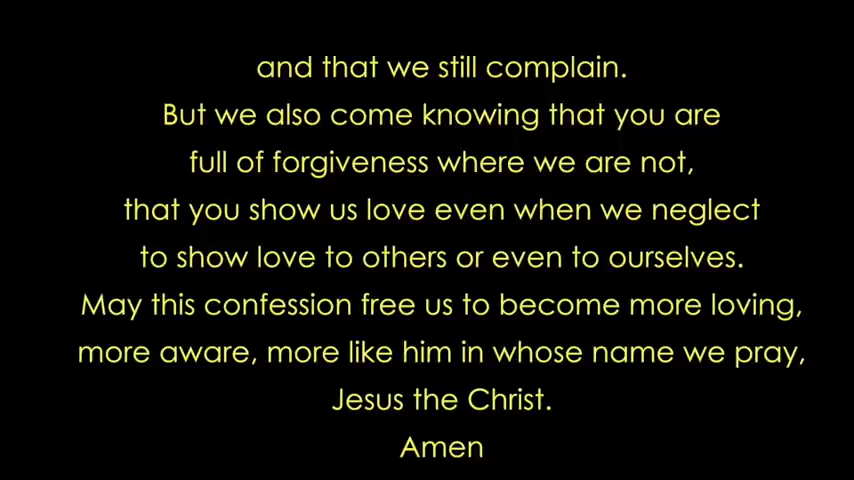 and that we still complain.
But we also come knowing that you are
full of forgiveness where we are not,
that you show us love even when we neglect
to show love to others or even to ourselves.
May this confession free us to become more loving,
more aware, more like him in whose name we pray,
Jesus the Christ.
Amen